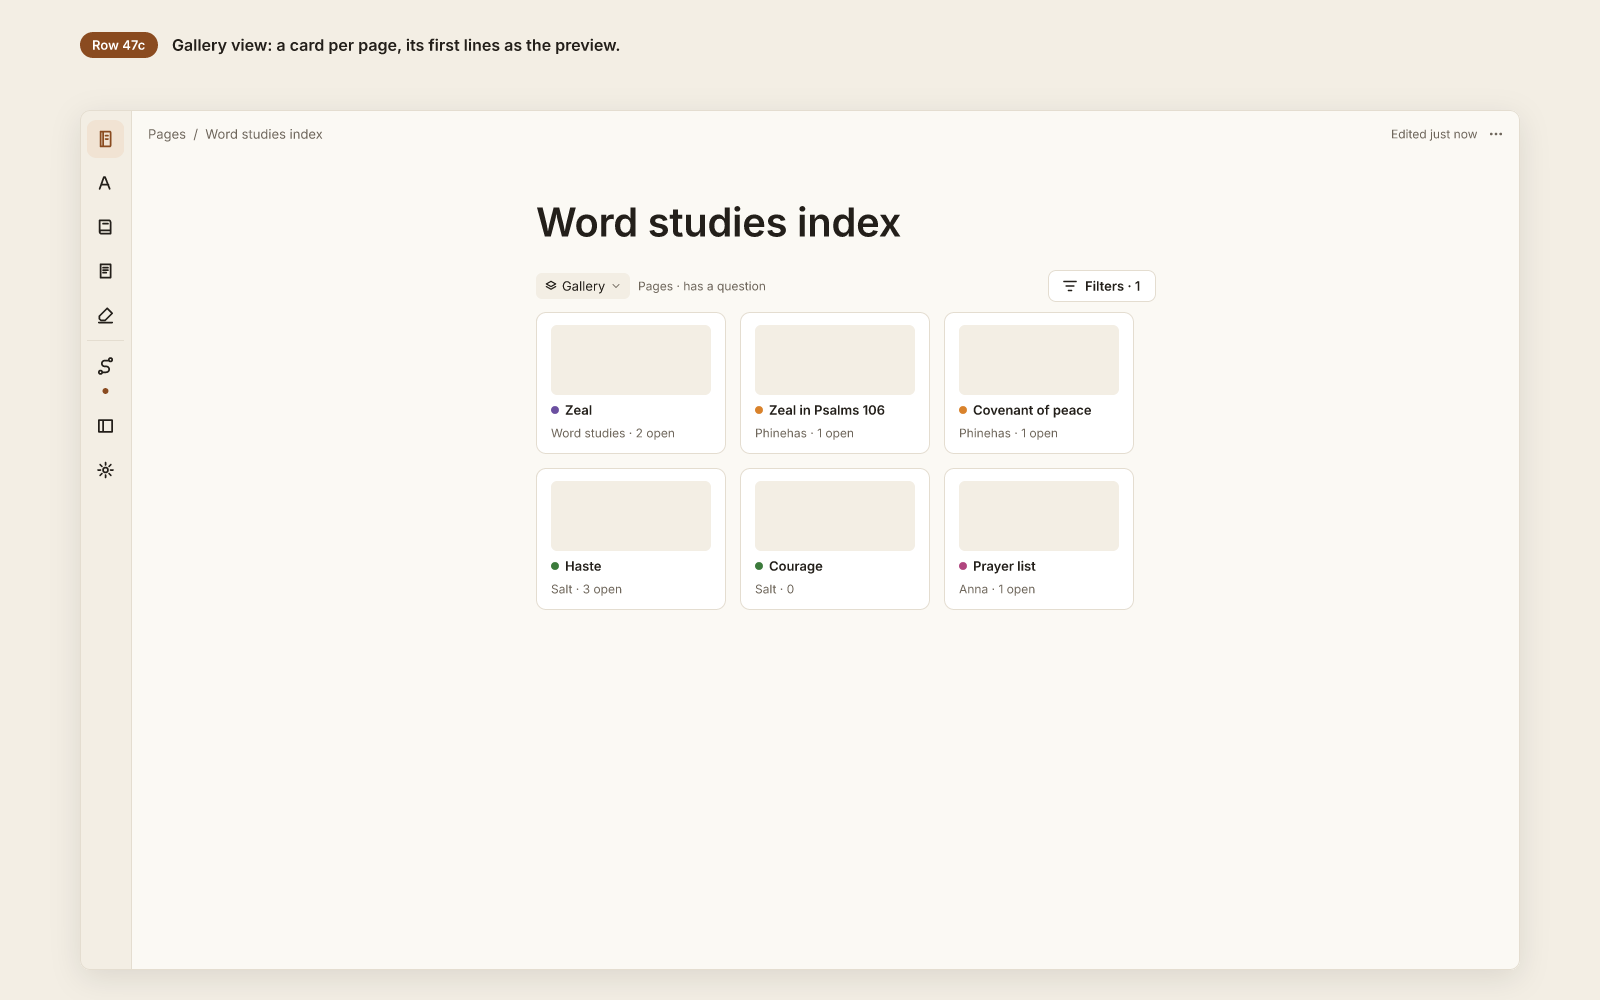 Row 47c
Gallery view: a card per page, its first lines as the preview.
Pages / Word studies index
Edited just now
Word studies index
Gallery
Pages · has a question
Filters · 1
Zeal
Word studies · 2 open
Zeal in Psalms 106
Phinehas · 1 open
Covenant of peace
Phinehas · 1 open
Haste
Salt · 3 open
Courage
Salt · 0
Prayer list
Anna · 1 open